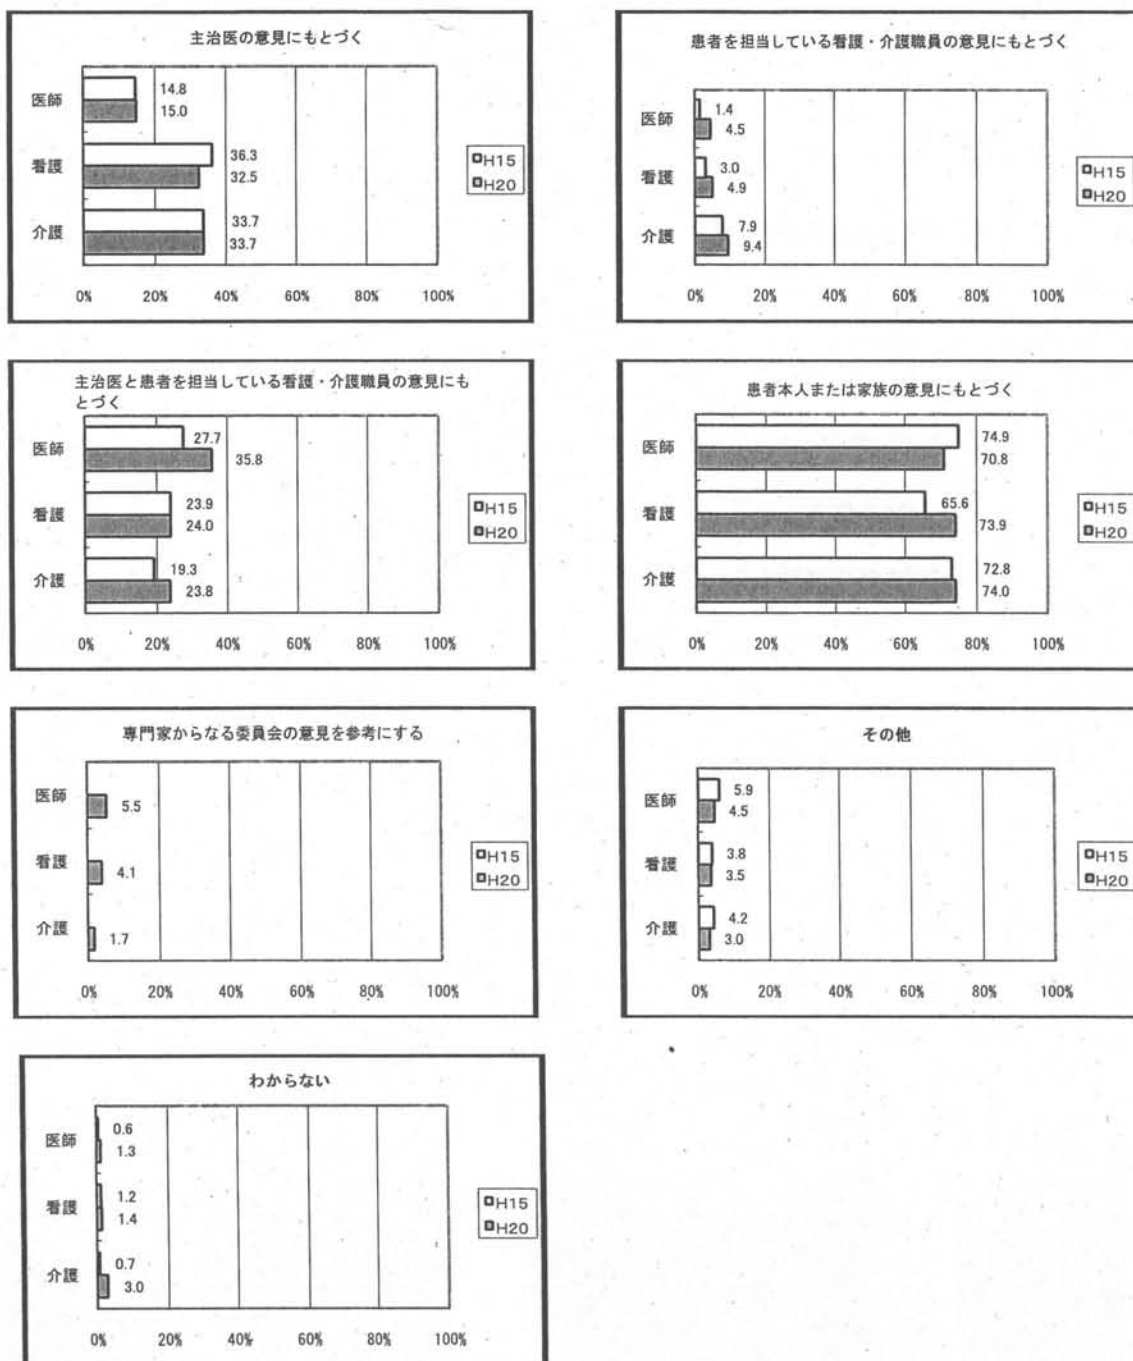 主治医の意見にもとづく
医師
14.8
15.0
看護
36.3
32.5
介護
33.7
33.7
0% 20% 40% 60% 80% 100%
H15
H20
患者を担当している看護・介護職員の意見にもとづく
医師
1.4
4.5
看護
3.0
4.9
介護
7.9
9.4
0% 20% 40% 60% 80% 100%
H15
H20
主治医と患者を担当している看護・介護職員の意見にも
とづく
医師
27.7
35.8
看護
23.9
24.0
介護
19.3
23.8
0% 20% 40% 60% 80% 100%
H15
H20
患者本人または家族の意見にもとづく
医師
74.9
70.8
看護
65.6
73.9
介護
72.8
74.0
0% 20% 40% 60% 80% 100%
H15
H20
専門家からなる委員会の意見を参考にする
医師
5.5
看護
4.1
介護
1.7
0% 20% 40% 60% 80% 100%
H15
H20
その他
医師
5.9
4.5
看護
3.8
3.5
介護
4.2
3.0
0% 20% 40% 60% 80% 100%
H15
H20
わからない
医師
0.6
1.3
看護
1.2
1.4
介護
0.7
3.0
0% 20% 40% 60% 80% 100%
H15
H20